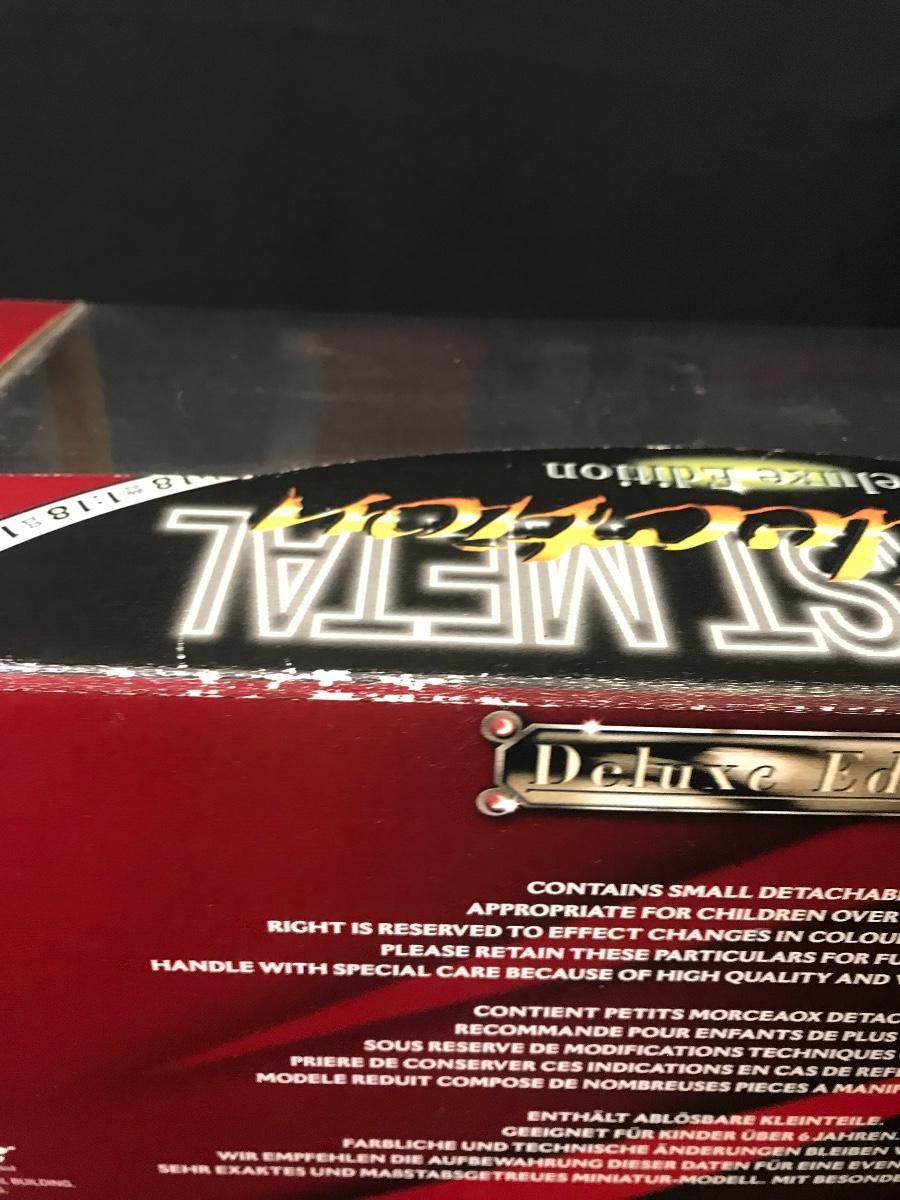 1:18 1:18 1
eluxe Edition
lection
ST METAL
Deluxe Ed
CONTAINS SMALL DETACHAB
APPROPRIATE FOR CHILDREN OVER
RIGHT IS RESERVED TO EFFECT CHANGES IN COLOU
PLEASE RETAIN THESE PARTICULARS FOR FU
HANDLE WITH SPECIAL CARE BECAUSE OF HIGH QUALITY AND
CONTIENT PETITS MORCEAOX DETAC
RECOMMANDE POUR ENFANTS DE PLUS
SOUS RESERVE DE MODIFICATIONS TECHNIQUES
PRIERE DE CONSERVER CES INDICATIONS EN CAS DE REF
MODELE REDUIT COMPOSE DE NOMBREUSES PIECES A MANIP
ENTHÄLT ABLÖSBARE KLEINTEILE.
GEEIGNET FÜR KINDER ÜBER 6 JAHREN.
FARBLICHE UND TECHNISCHE ÄNDERUNGEN BLEIBEN V
WIR EMPFEHLEN DIE AUFBEWAHRUNG DIESER DATEN FÜR EINE EVEN
SEHR EXAKTES UND MAßSTABSGETREUES MINIATUR-MODELL. MIT BESOND
BUILDING.